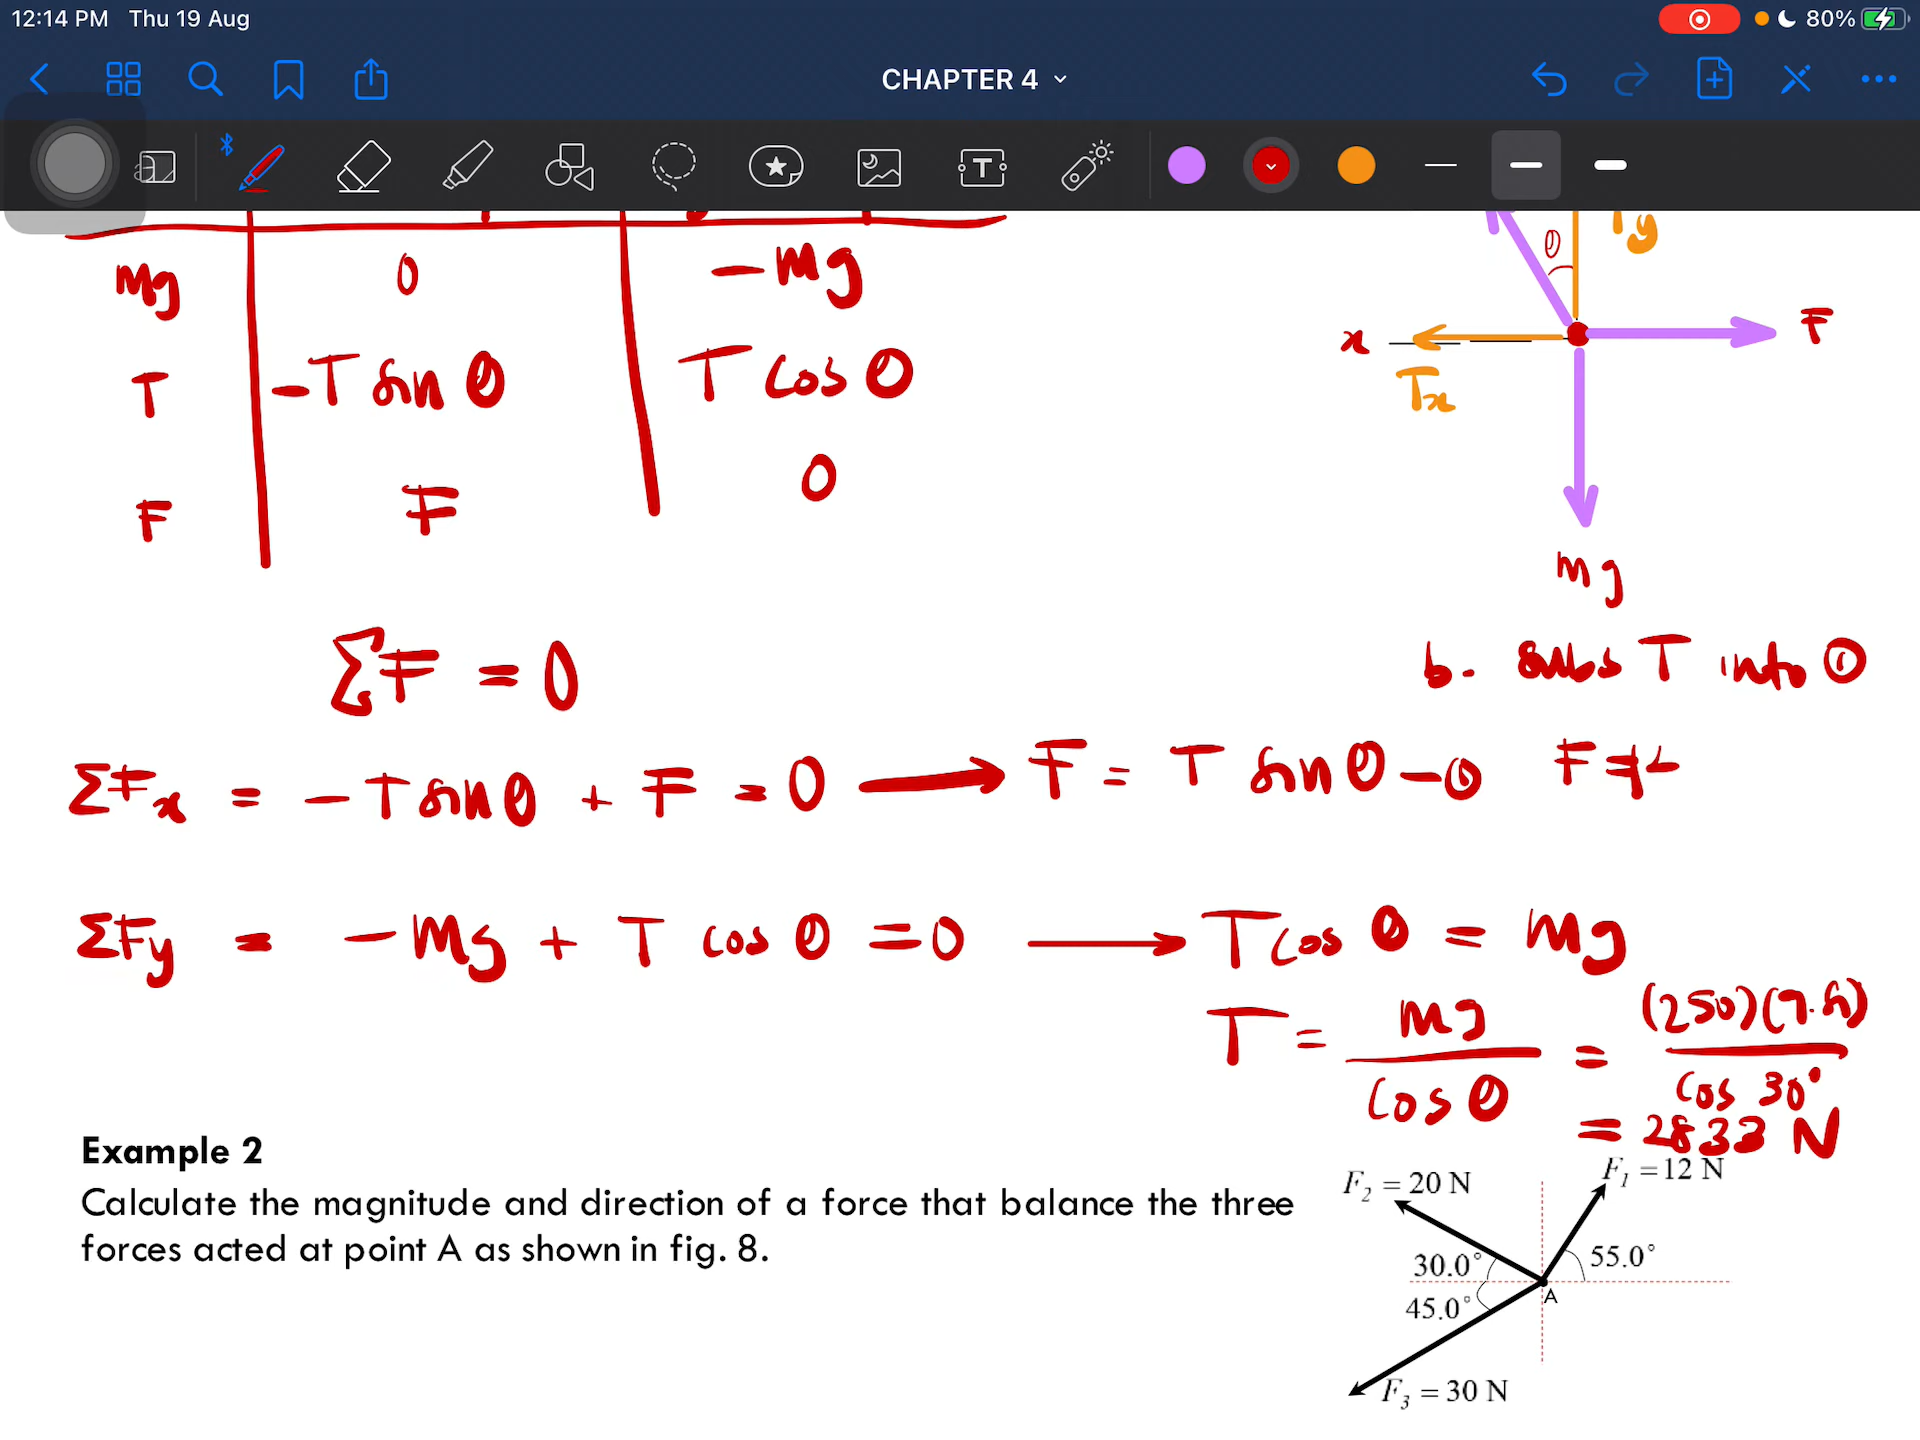 12:14 PM Thu 19 Aug
80%
CHAPTER 4
T
Mg | 0 | -mg
T | -T sin θ | T cos θ
F | F | 0
θ
y
x
F
Tx
mg
ΣF = 0
b. subs T into ①
ΣFx = -T sin θ + F = 0 → F = T sin θ -① F =
ΣFy = -Mg + T cos θ = 0 → T cos θ = mg
T = mg / cos θ = (250)(9.81) / cos 30°
= 2833 N
Example 2
Calculate the magnitude and direction of a force that balance the three
forces acted at point A as shown in fig. 8.
F₂ = 20 N
F₁ = 12 N
30.0°
55.0°
45.0°
A
F₃ = 30 N